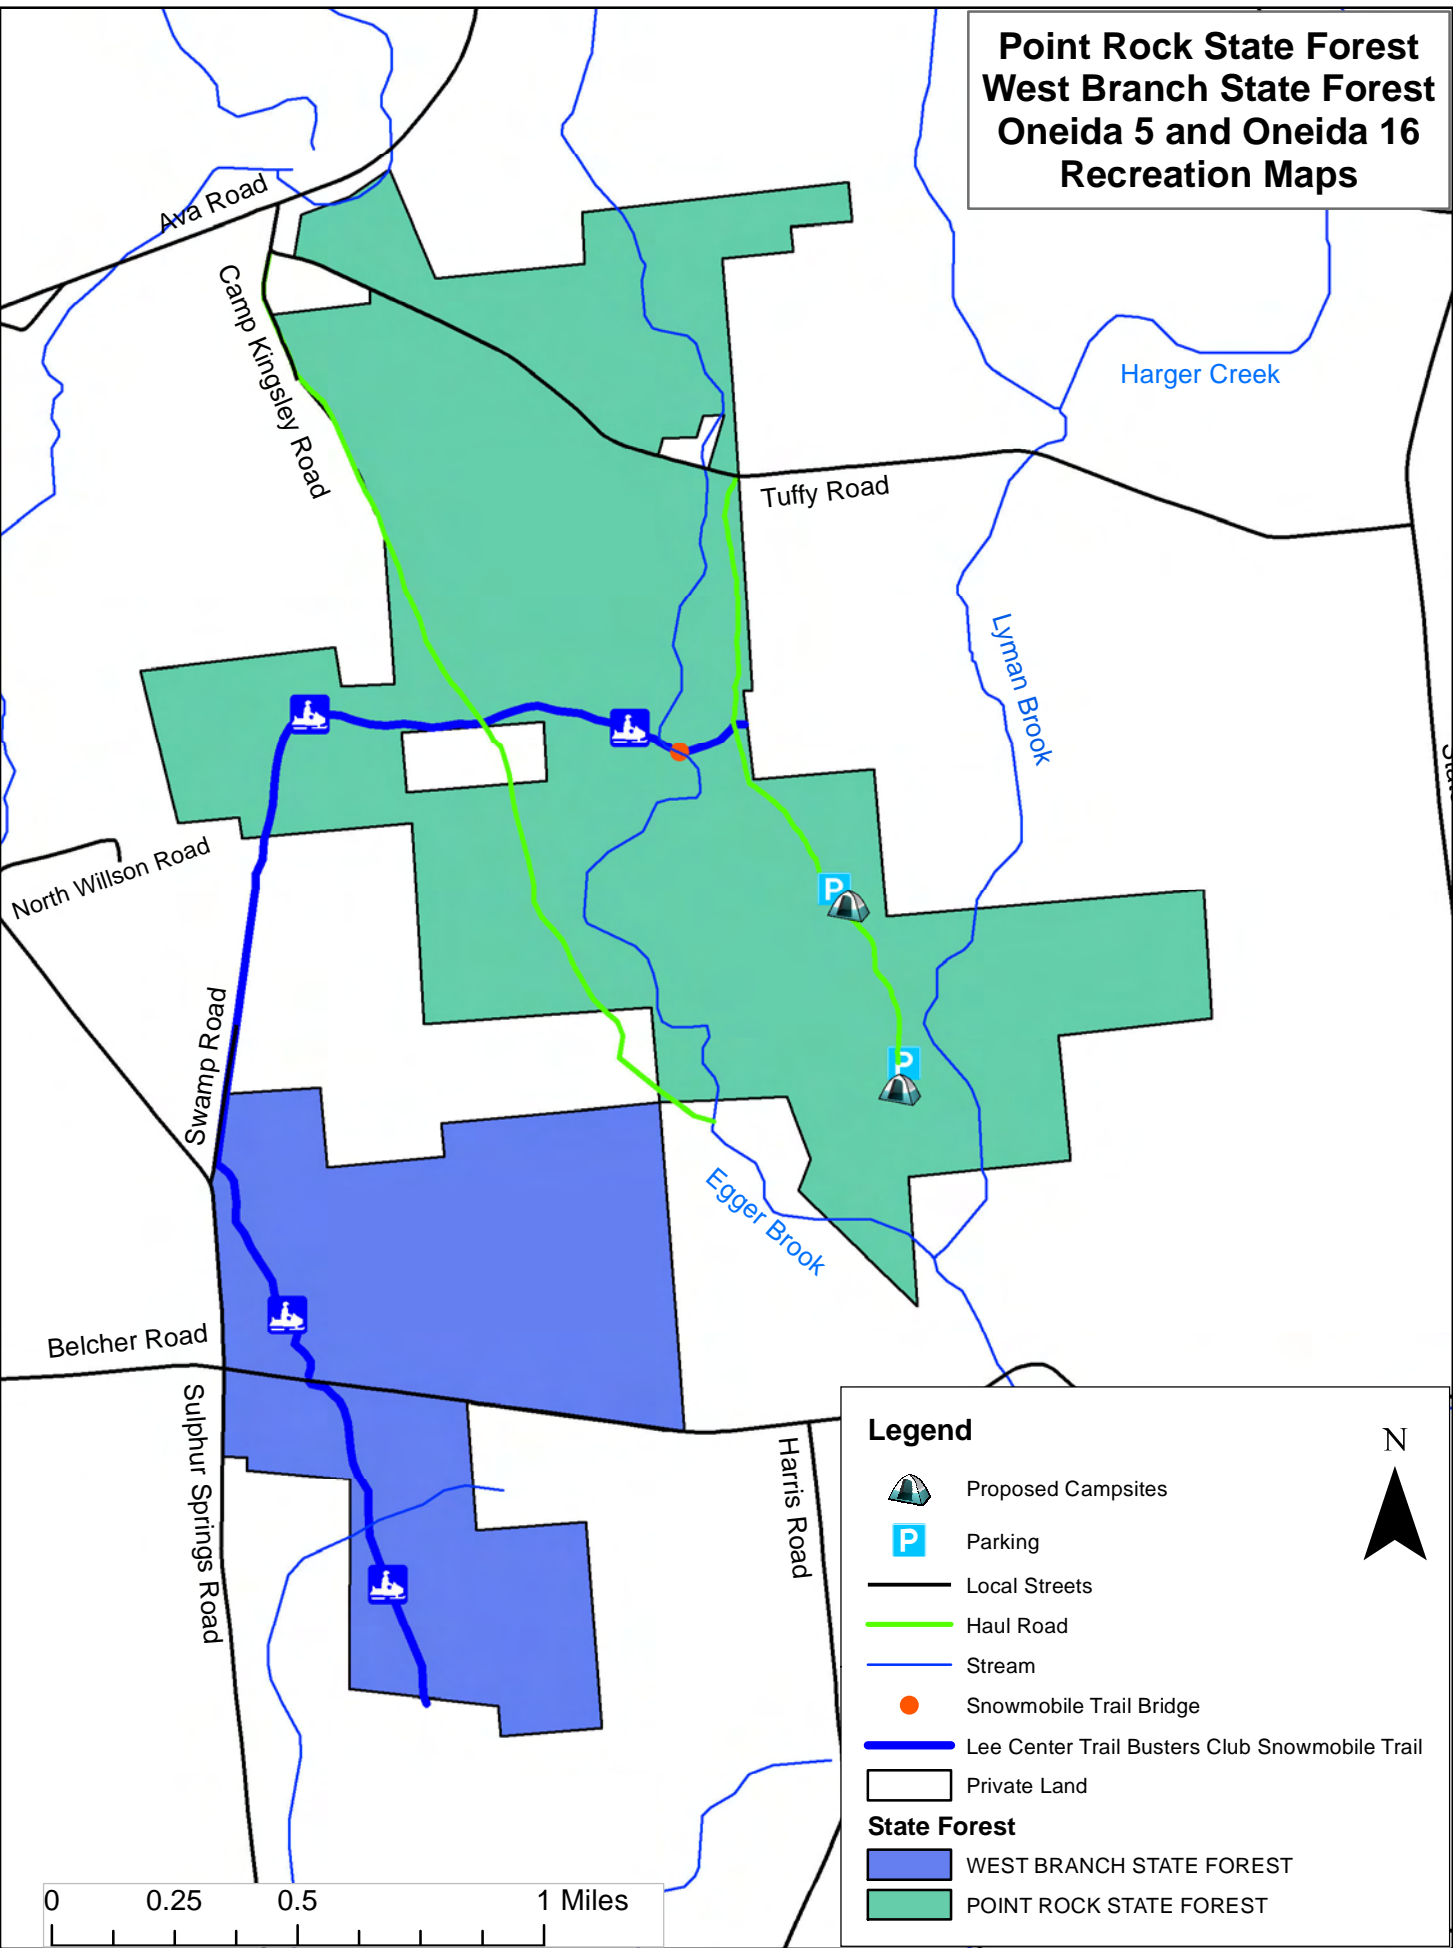 Point Rock State Forest
West Branch State Forest
Oneida 5 and Oneida 16
Recreation Maps
Ava Road
Camp Kingsley Road
Harger Creek
Tuffy Road
Lyman Brook
North Willson Road
Swamp Road
Egger Brook
Belcher Road
Sulphur Springs Road
Harris Road
Legend
N
Proposed Campsites
P
Parking
Local Streets
Haul Road
Stream
Snowmobile Trail Bridge
Lee Center Trail Busters Club Snowmobile Trail
Private Land
State Forest
WEST BRANCH STATE FOREST
POINT ROCK STATE FOREST
0 0.25 0.5 1 Miles
P
P